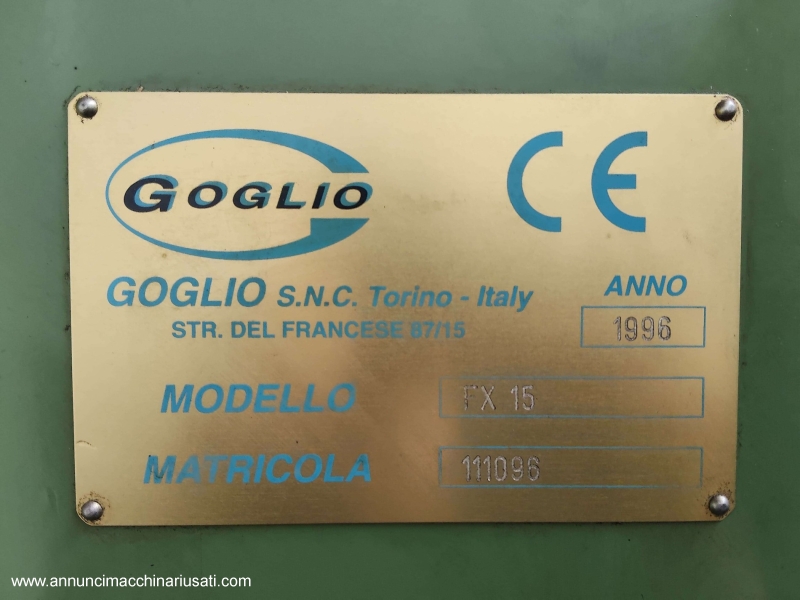 GOGLIO
CE
GOGLIO S.N.C. Torino - Italy
STR. DEL FRANCESE 87/15
ANNO
1996
MODELLO FX 15
MATRICOLA 111096
www.annuncimacchinariusati.com